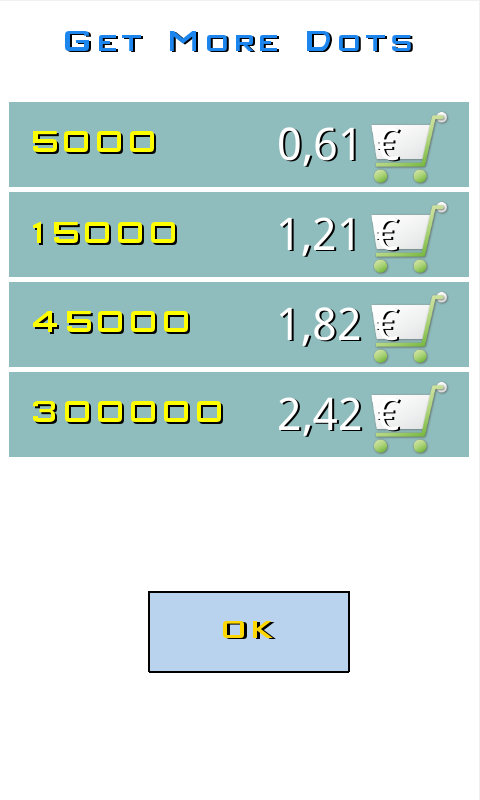 Get More Dots
5000 0,61 €
15000 1,21 €
45000 1,82 €
300000 2,42 €
OK